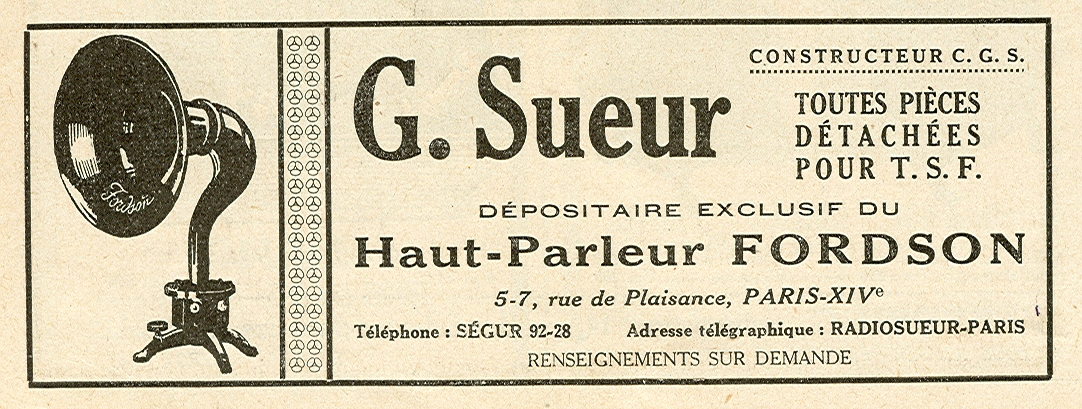 Fordson
G. Sueur
CONSTRUCTEUR C. G. S.
TOUTES PIÈCES
DÉTACHÉES
POUR T. S. F.
DÉPOSITAIRE EXCLUSIF DU
Haut-Parleur FORDSON
5-7, rue de Plaisance, PARIS-XIVe
Téléphone : SÉGUR 92-28 Adresse télégraphique : RADIOSUEUR-PARIS
RENSEIGNEMENTS SUR DEMANDE